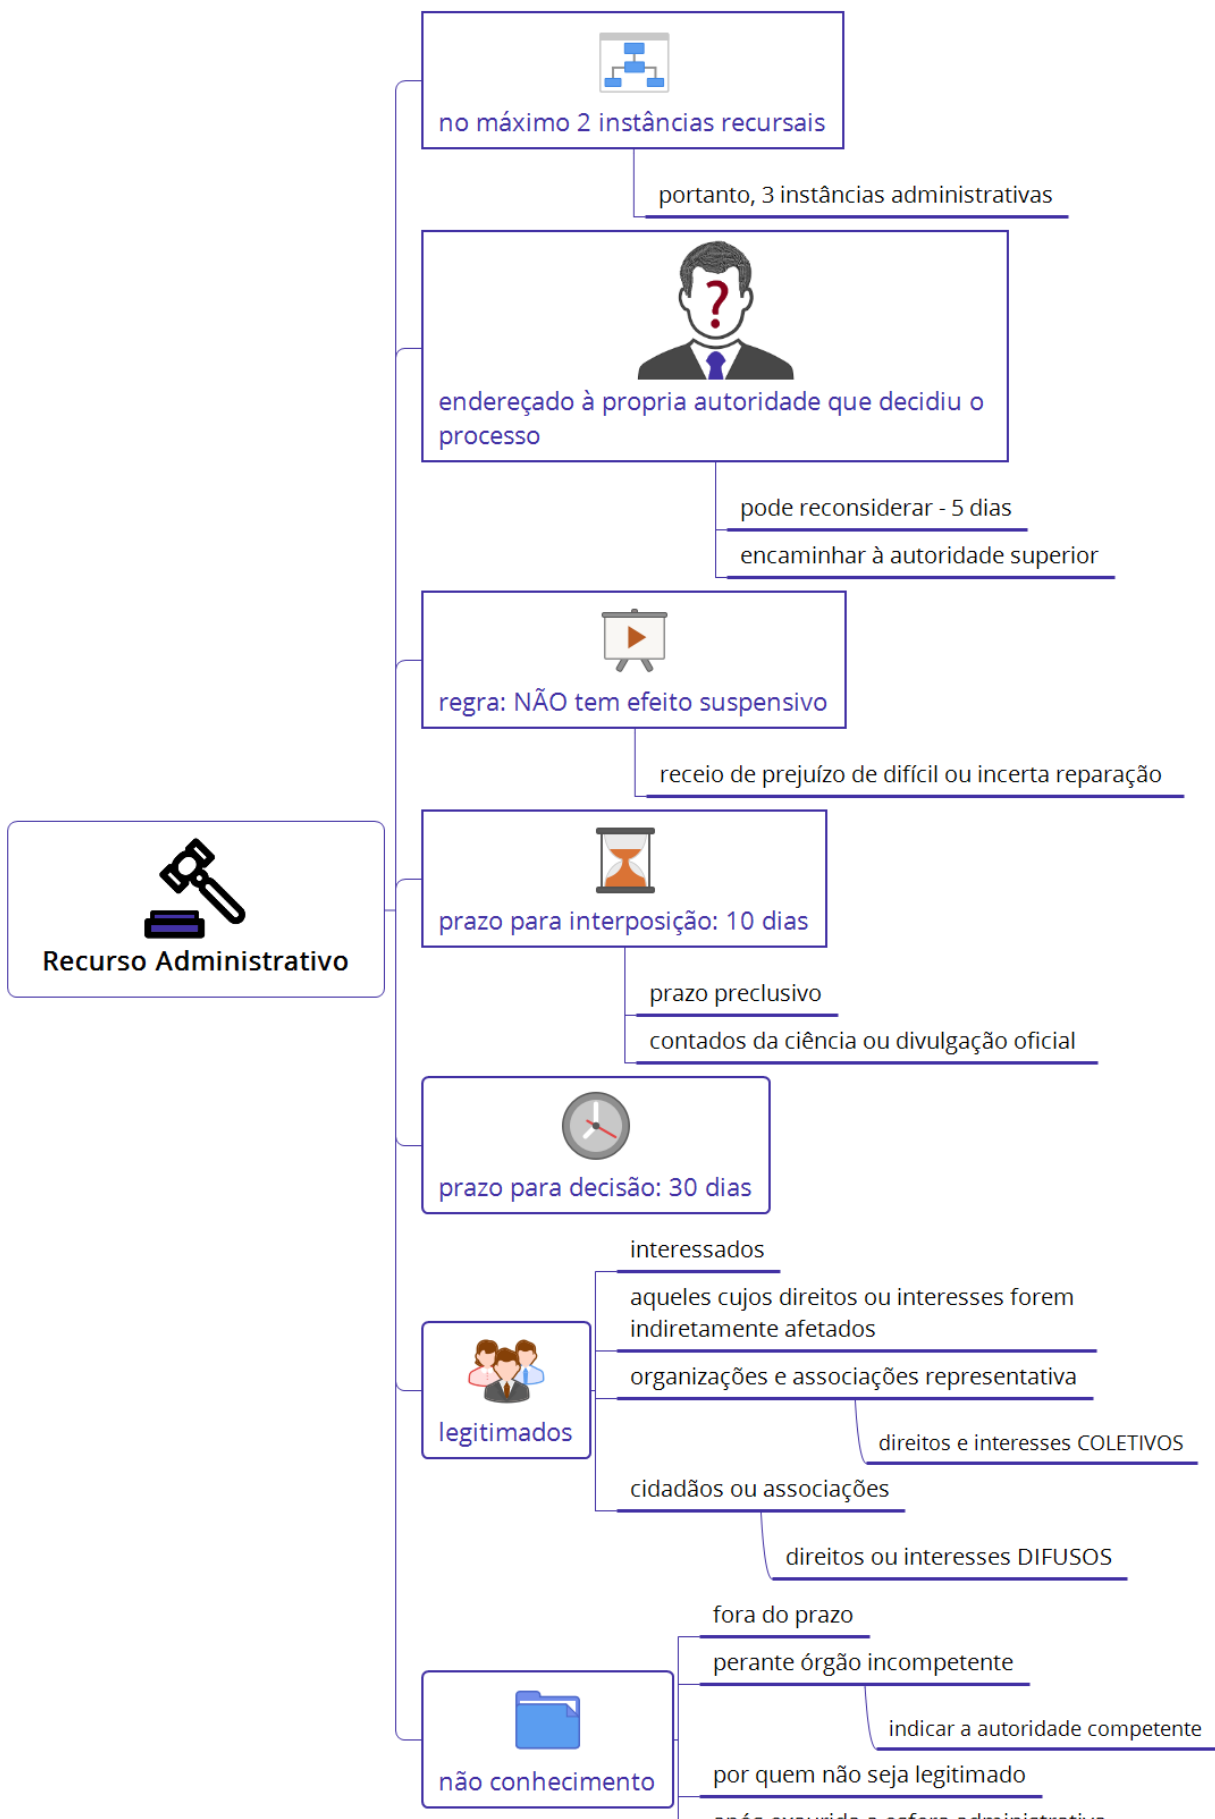 no máximo 2 instâncias recursais
portanto, 3 instâncias administrativas
?
endereçado à propria autoridade que decidiu o
processo
pode reconsiderar - 5 dias
encaminhar à autoridade superior
regra: NÃO tem efeito suspensivo
receio de prejuízo de difícil ou incerta reparação
Recurso Administrativo
prazo para interposição: 10 dias
prazo preclusivo
contados da ciência ou divulgação oficial
prazo para decisão: 30 dias
legitimados
interessados
aqueles cujos direitos ou interesses forem
indiretamente afetados
organizações e associações representativa
direitos e interesses COLETIVOS
cidadãos ou associações
direitos ou interesses DIFUSOS
não conhecimento
fora do prazo
perante órgão incompetente
indicar a autoridade competente
por quem não seja legitimado
após exaurida a esfera administrativa